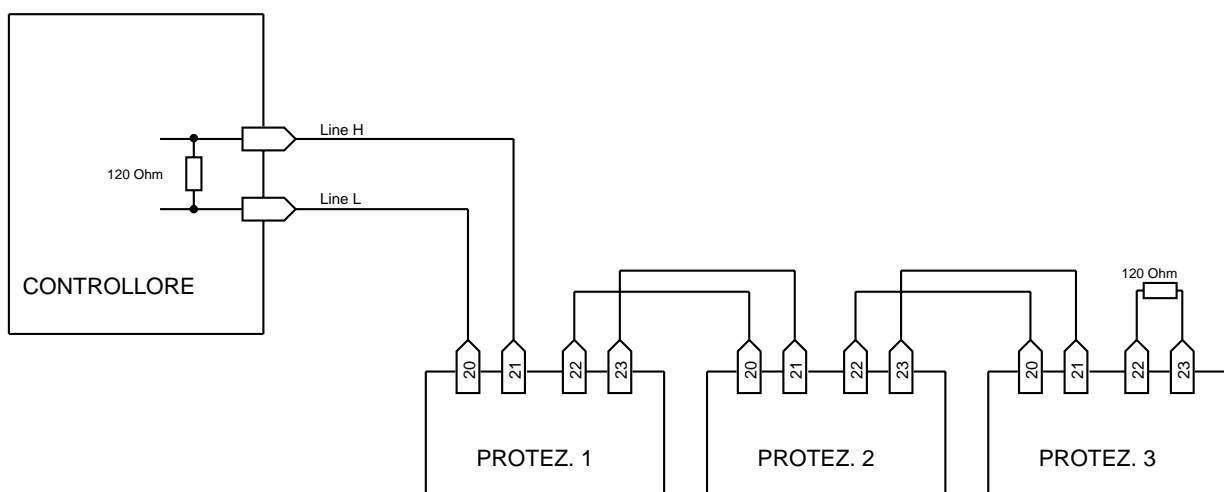 Line H
120 Ohm
Line L
CONTROLLORE
120 Ohm
20 21 22 23
20 21 22 23
20 21 22 23
PROTEZ. 1
PROTEZ. 2
PROTEZ. 3